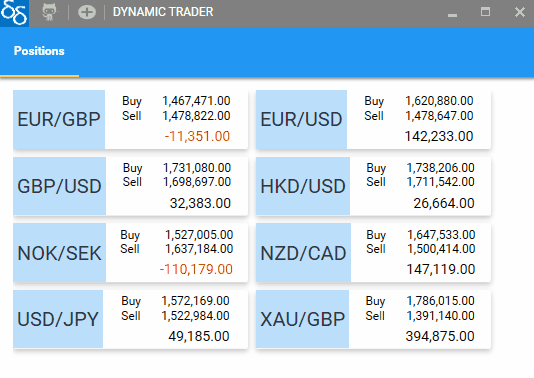 DYNAMIC TRADER
Positions
EUR/GBP
Buy 1,467,471.00
Sell 1,478,822.00
-11,351.00
EUR/USD
Buy 1,620,880.00
Sell 1,478,647.00
142,233.00
GBP/USD
Buy 1,731,080.00
Sell 1,698,697.00
32,383.00
HKD/USD
Buy 1,738,206.00
Sell 1,711,542.00
26,664.00
NOK/SEK
Buy 1,527,005.00
Sell 1,637,184.00
-110,179.00
NZD/CAD
Buy 1,647,533.00
Sell 1,500,414.00
147,119.00
USD/JPY
Buy 1,572,169.00
Sell 1,522,984.00
49,185.00
XAU/GBP
Buy 1,786,015.00
Sell 1,391,140.00
394,875.00